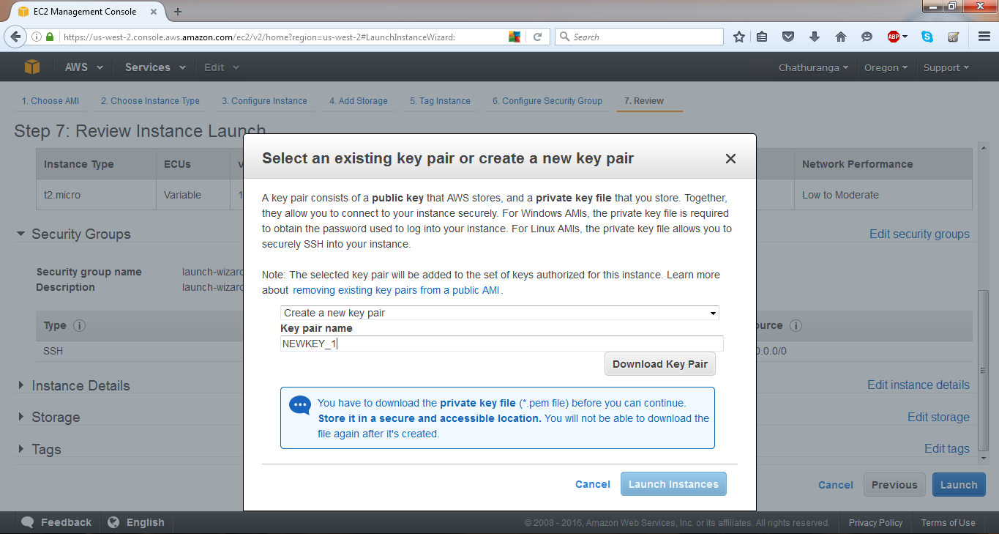 EC2 Management Console
https://us-west-2.console.aws.amazon.com/ec2/v2/home?region=us-west-2#LaunchInstanceWizard:
Search
ABP
AWS Services Edit Chathuranga Oregon Support
1. Choose AMI 2. Choose Instance Type 3. Configure Instance 4. Add Storage 5. Tag Instance 6. Configure Security Group 7. Review
Step 7: Review Instance Launch
Instance Type ECUs v Network Performance
t2.micro Variable 1 Low to Moderate
Security Groups Edit security groups
Security group name launch-wizard
Description launch-wizard
Type ource
SSH 0.0.0/0
Instance Details Edit instance details
Storage Edit storage
Tags Edit tags
Cancel Previous Launch
Select an existing key pair or create a new key pair
A key pair consists of a public key that AWS stores, and a private key file that you store. Together,
they allow you to connect to your instance securely. For Windows AMIs, the private key file is required
to obtain the password used to log into your instance. For Linux AMIs, the private key file allows you to
securely SSH into your instance.
Note: The selected key pair will be added to the set of keys authorized for this instance. Learn more
about removing existing key pairs from a public AMI.
Create a new key pair
Key pair name
NEWKEY_1
Download Key Pair
You have to download the private key file (*.pem file) before you can continue.
Store it in a secure and accessible location. You will not be able to download the
file again after it's created.
Cancel Launch Instances
Feedback English © 2008 - 2016, Amazon Web Services, Inc. or its affiliates. All rights reserved. Privacy Policy Terms of Use